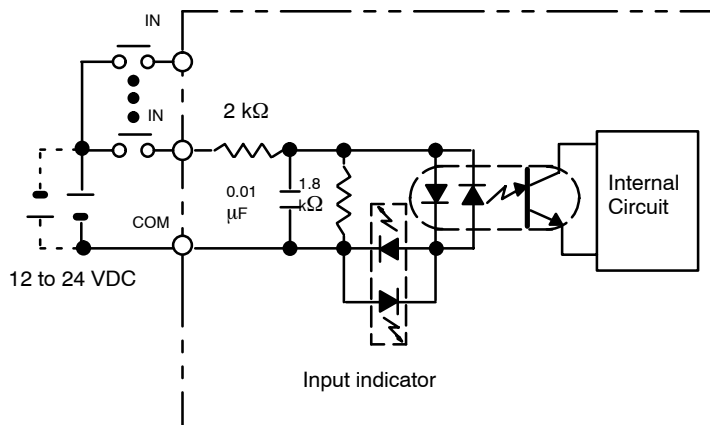 IN
IN
2 kΩ
0.01
µF
1.8
kΩ
Internal
Circuit
COM
12 to 24 VDC
Input indicator